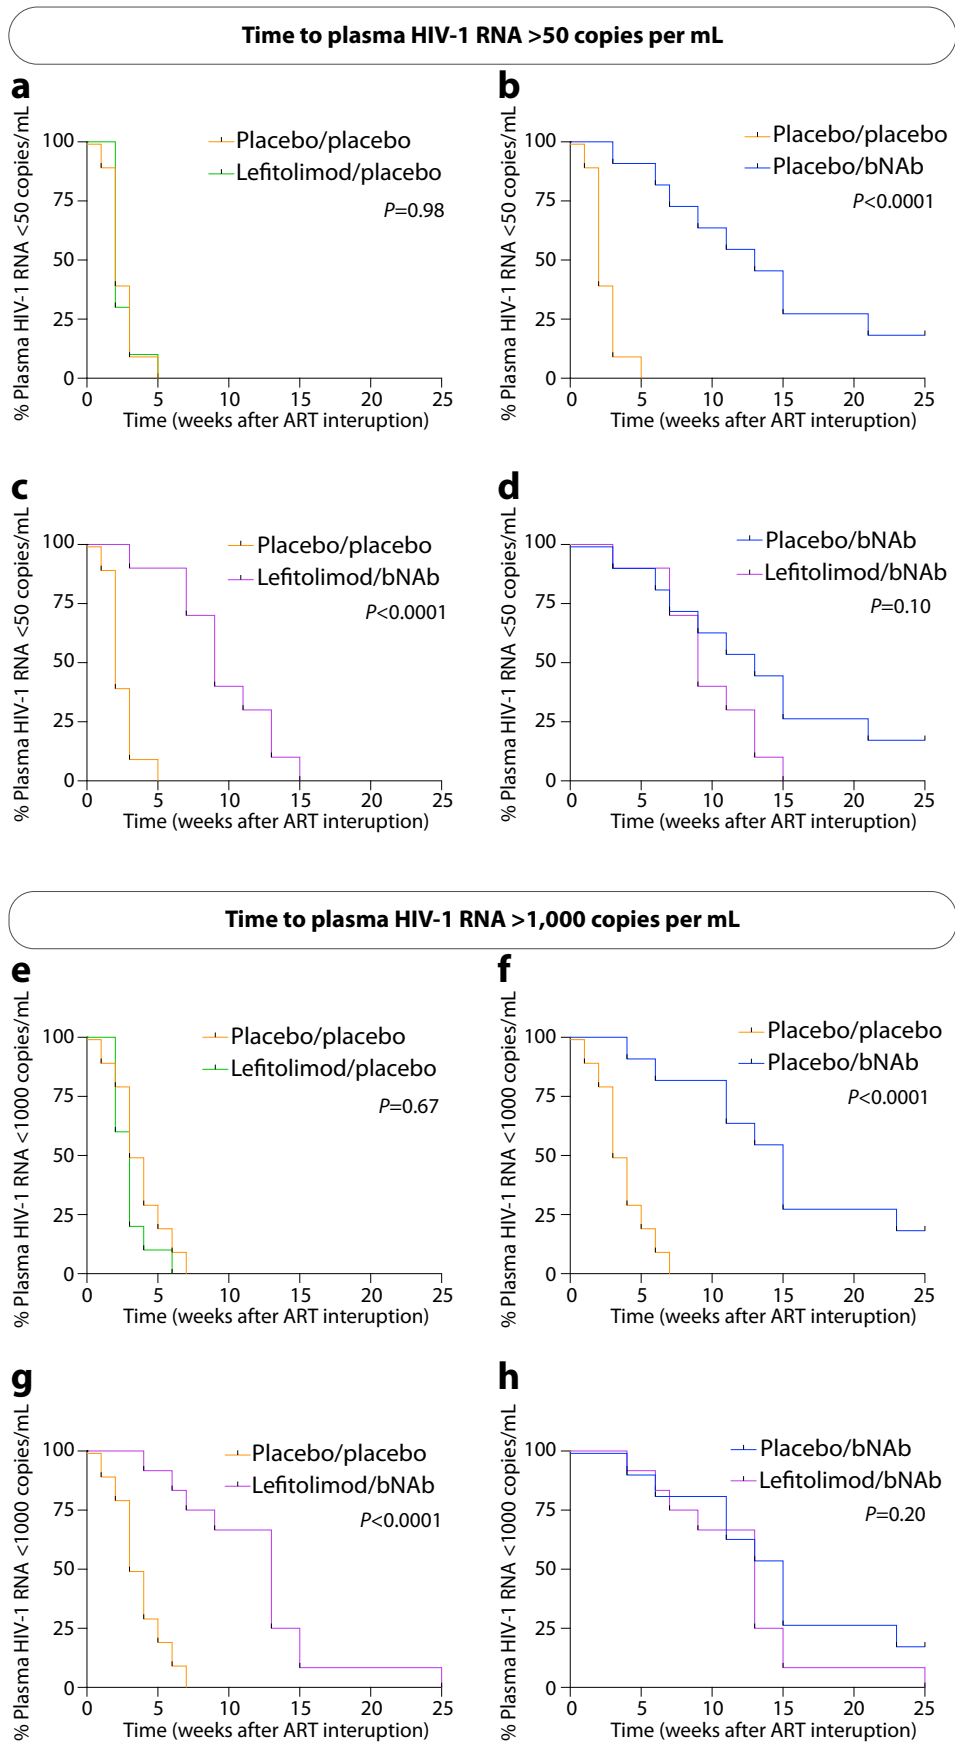 Time to plasma HIV-1 RNA >50 copies per mL
a
% Plasma HIV-1 RNA <50 copies/mL
100
75
50
25
0
Placebo/placebo
Lefitolimod/placebo
P=0.98
0 5 10 15 20 25
Time (weeks after ART interuption)
b
% Plasma HIV-1 RNA <50 copies/mL
100
75
50
25
0
Placebo/placebo
Placebo/bNAb
P<0.0001
0 5 10 15 20 25
Time (weeks after ART interuption)
c
% Plasma HIV-1 RNA <50 copies/mL
100
75
50
25
0
Placebo/placebo
Lefitolimod/bNAb
P<0.0001
0 5 10 15 20 25
Time (weeks after ART interuption)
d
% Plasma HIV-1 RNA <50 copies/mL
100
75
50
25
0
Placebo/bNAb
Lefitolimod/bNAb
P=0.10
0 5 10 15 20 25
Time (weeks after ART interuption)
Time to plasma HIV-1 RNA >1,000 copies per mL
e
% Plasma HIV-1 RNA <1000 copies/mL
100
75
50
25
0
Placebo/placebo
Lefitolimod/placebo
P=0.67
0 5 10 15 20 25
Time (weeks after ART interuption)
f
% Plasma HIV-1 RNA <1000 copies/mL
100
75
50
25
0
Placebo/placebo
Placebo/bNAb
P<0.0001
0 5 10 15 20 25
Time (weeks after ART interuption)
g
% Plasma HIV-1 RNA <1000 copies/mL
100
75
50
25
0
Placebo/placebo
Lefitolimod/bNAb
P<0.0001
0 5 10 15 20 25
Time (weeks after ART interuption)
h
% Plasma HIV-1 RNA <1000 copies/mL
100
75
50
25
0
Placebo/bNAb
Lefitolimod/bNAb
P=0.20
0 5 10 15 20 25
Time (weeks after ART interuption)